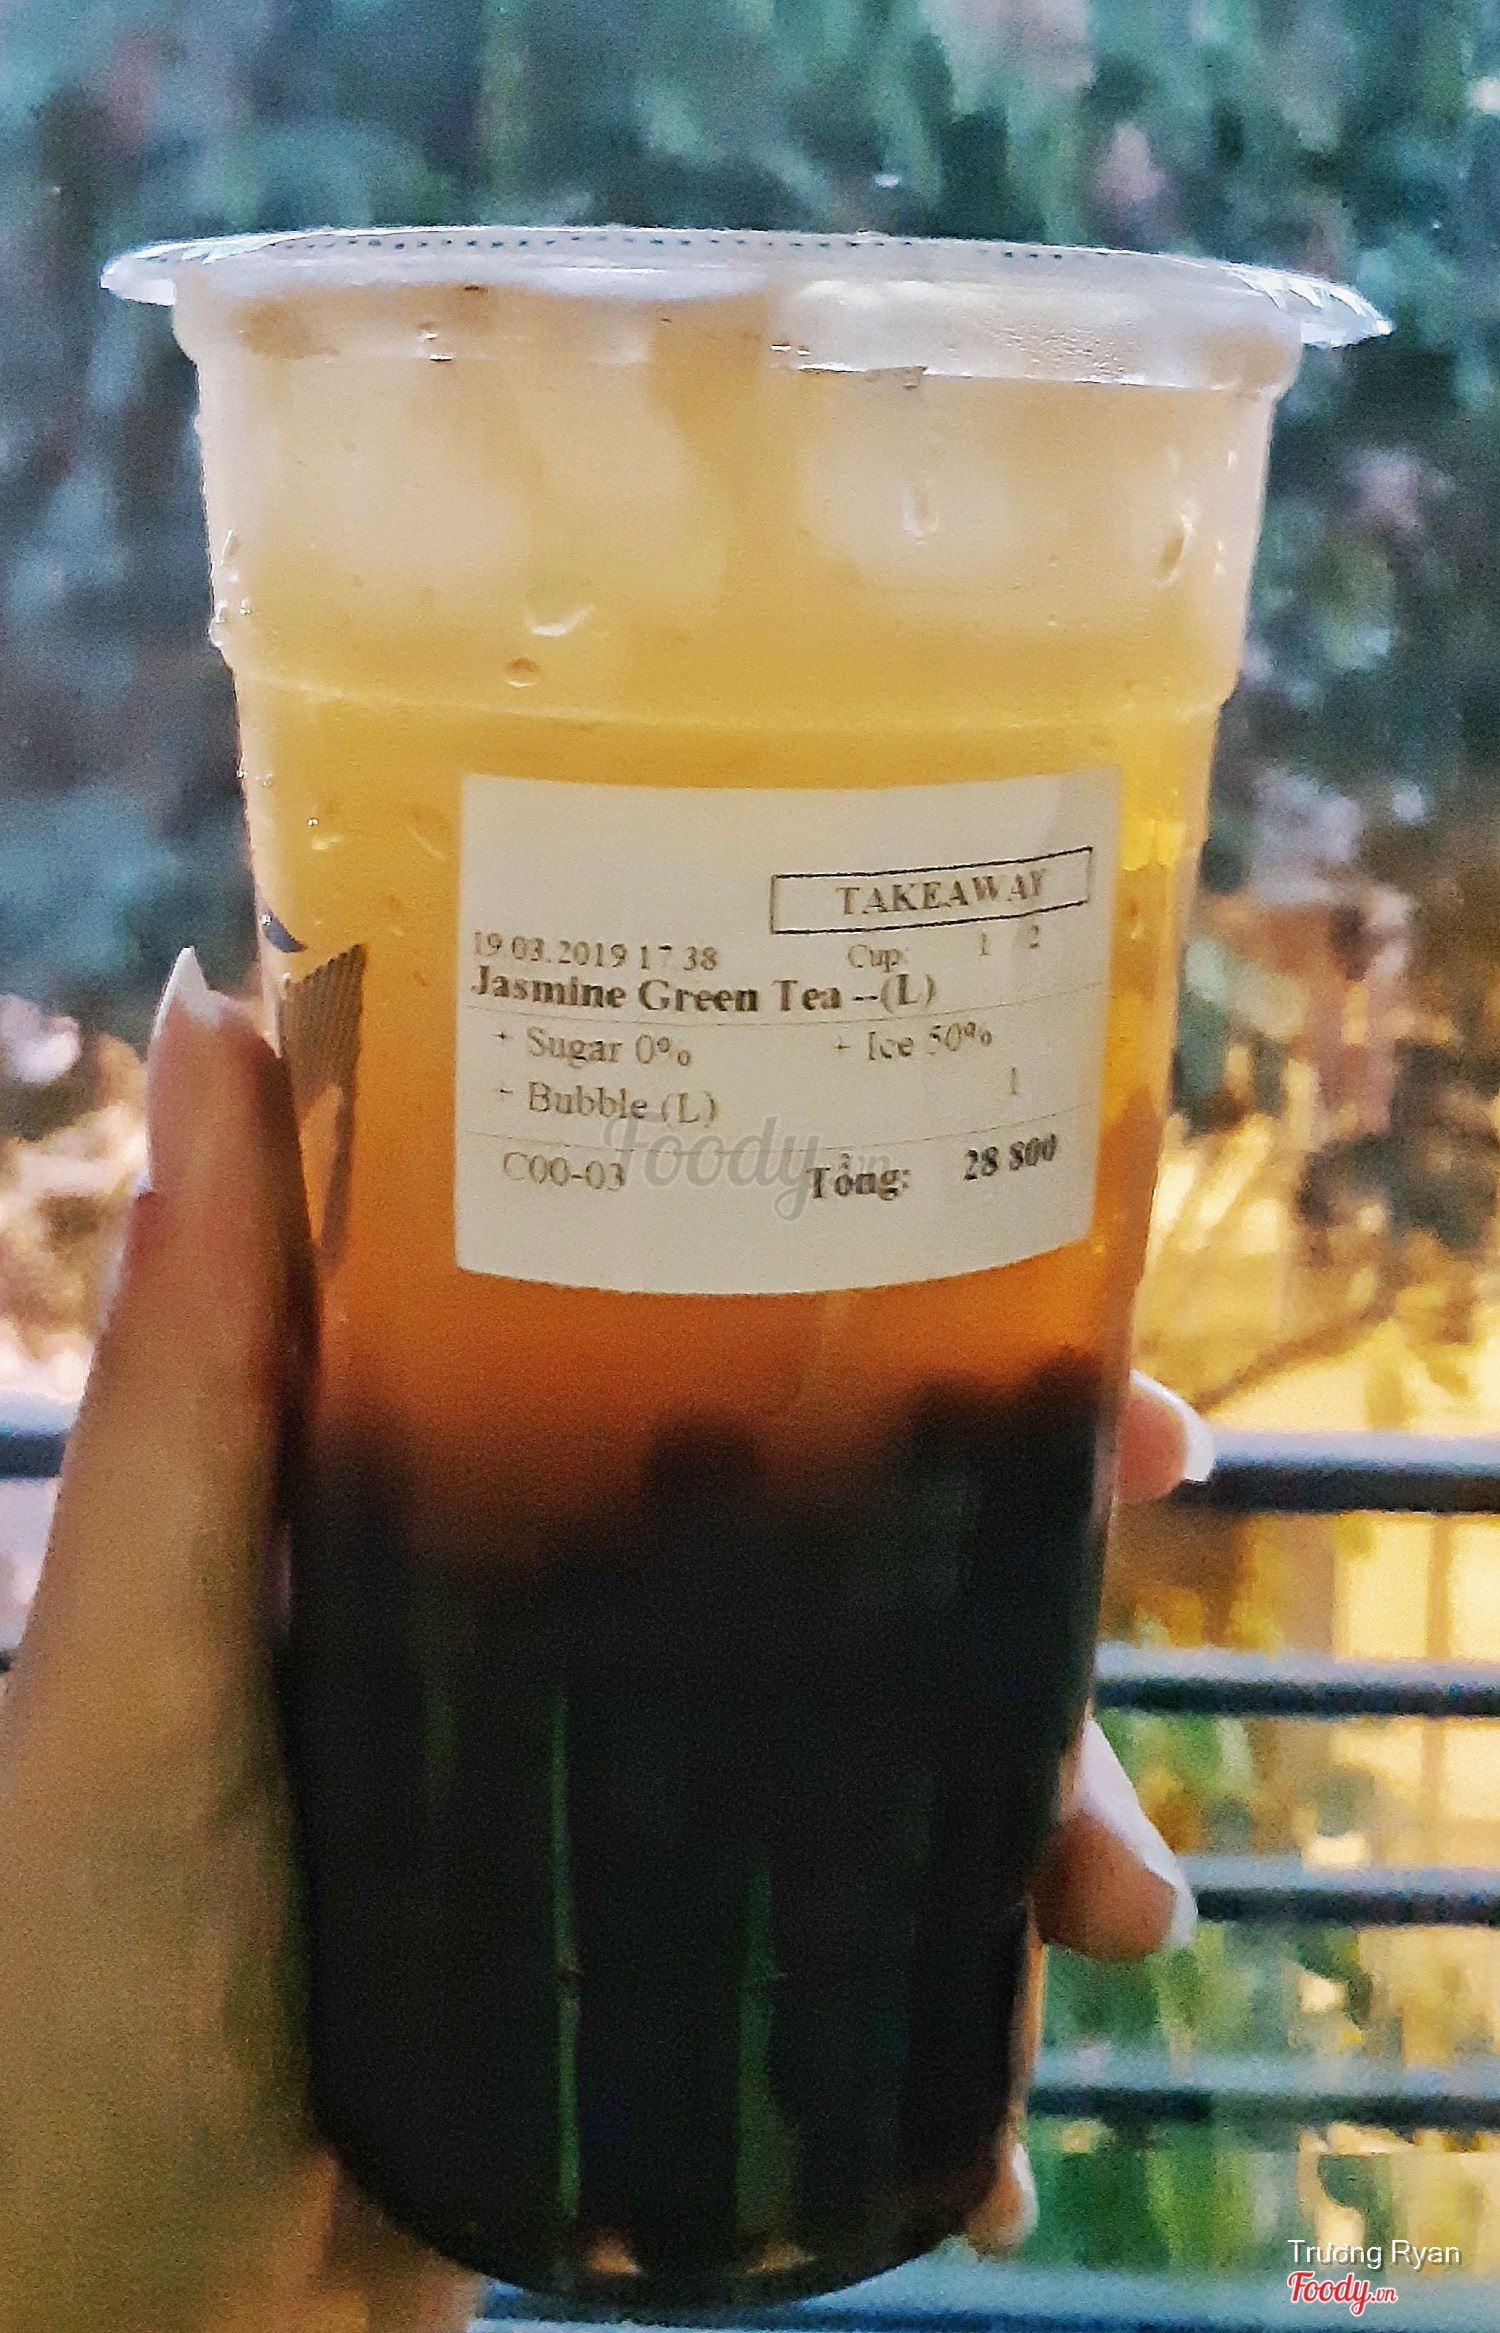 TAKEAWAY
19.03.2019 17:38 Cup: 1 2
Jasmine Green Tea --(L)
+ Sugar 0% + Ice 50%
+ Bubble (L) 1
C00-03 Tổng: 28 800
Foody.vn
Trương Ryan
Foody.vn